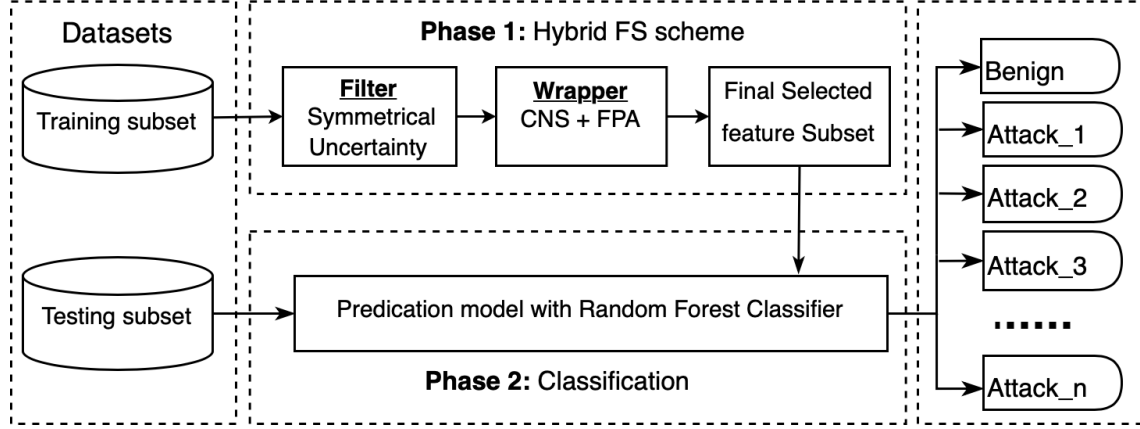 Datasets
Training subset
Testing subset
Phase 1: Hybrid FS scheme
Filter
Symmetrical
Uncertainty
Wrapper
CNS + FPA
Final Selected
feature Subset
Predication model with Random Forest Classifier
Phase 2: Classification
Benign
Attack_1
Attack_2
Attack_3
......
Attack_n